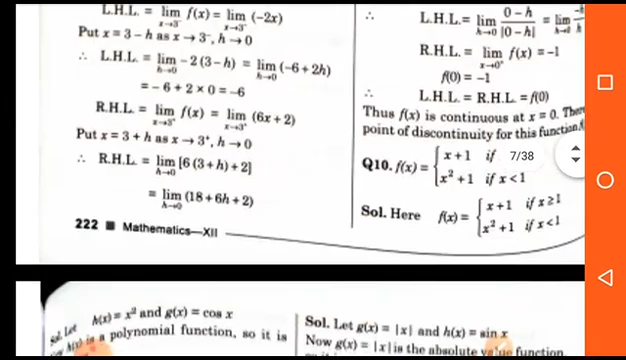 L.H.L. = lim x→3⁻ f(x) = lim x→3⁻ (−2x)
Put x = 3 − h as x → 3⁻, h → 0
∴ L.H.L. = lim h→0 − 2 (3 − h) = lim h→0 (−6 + 2h)
= − 6 + 2 × 0 = −6
R.H.L. = lim x→3⁺ f(x) = lim x→3⁺ (6x + 2)
Put x = 3 + h as x → 3⁺, h → 0
∴ R.H.L. = lim h→0 [6 (3 + h) + 2]
= lim h→0 (18 + 6h + 2)
222 ■ Mathematics—XII
∴ L.H.L. = lim h→0 0 − h / |0 − h| = lim h→0 −h / h
R.H.L. = lim x→0⁺ f(x) = −1
f(0) = −1
∴ L.H.L. = R.H.L. = f(0)
Thus f(x) is continuous at x = 0.
point of discontinuity for this function.
Q10. f(x) = { x + 1 if
x² + 1 if x < 1
7/38
Sol. Here f(x) = { x + 1 if x ≥ 1
x² + 1 if x < 1
Sol. Let h(x) = x² and g(x) = cos x
h(x) is a polynomial function, so it is
Sol. Let g(x) = |x| and h(x) = sin x
Now g(x) = |x| is the absolute value function,